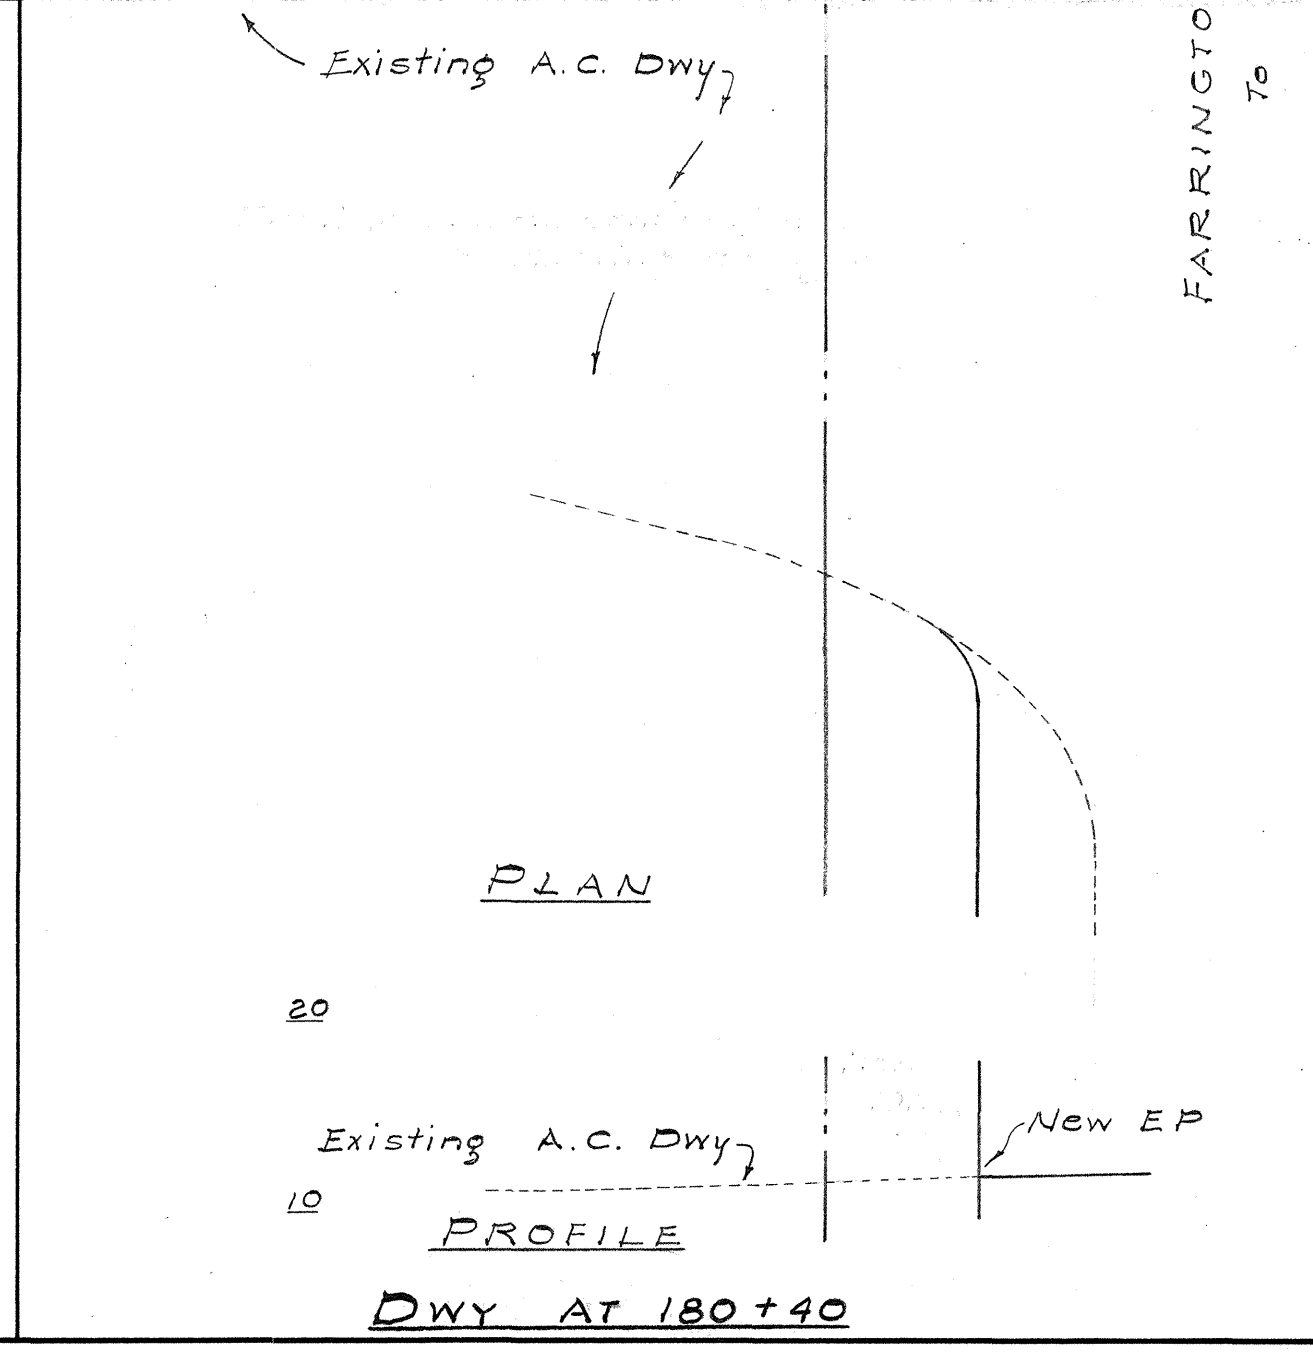 Existing A.C. Dwy
FARRINGTO
To
PLAN
20
New EP
Existing A.C. Dwy
10
PROFILE
DWY AT 180+40